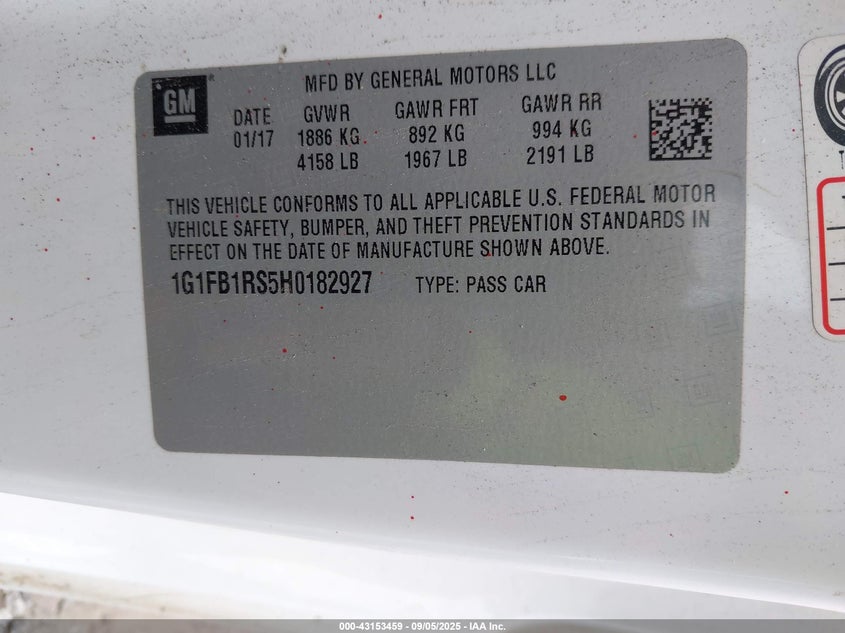 GM
MFD BY GENERAL MOTORS LLC
DATE GVWR GAWR FRT GAWR RR
01/17 1886 KG 892 KG 994 KG
4158 LB 1967 LB 2191 LB
THIS VEHICLE CONFORMS TO ALL APPLICABLE U.S. FEDERAL MOTOR
VEHICLE SAFETY, BUMPER, AND THEFT PREVENTION STANDARDS IN
EFFECT ON THE DATE OF MANUFACTURE SHOWN ABOVE.
1G1FB1RS5H0182927 TYPE: PASS CAR
000-43153459 - 09/05/2025 - IAA Inc.